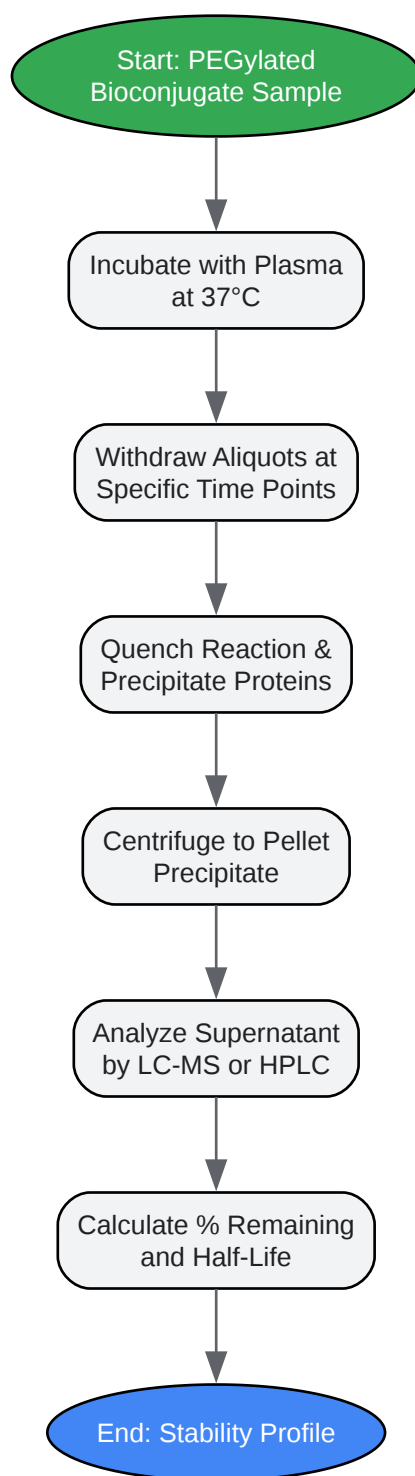 Start: PEGylated
Bioconjugate Sample
Incubate with Plasma
at 37°C
Withdraw Aliquots at
Specific Time Points
Quench Reaction &
Precipitate Proteins
Centrifuge to Pellet
Precipitate
Analyze Supernatant
by LC-MS or HPLC
Calculate % Remaining
and Half-Life
End: Stability Profile